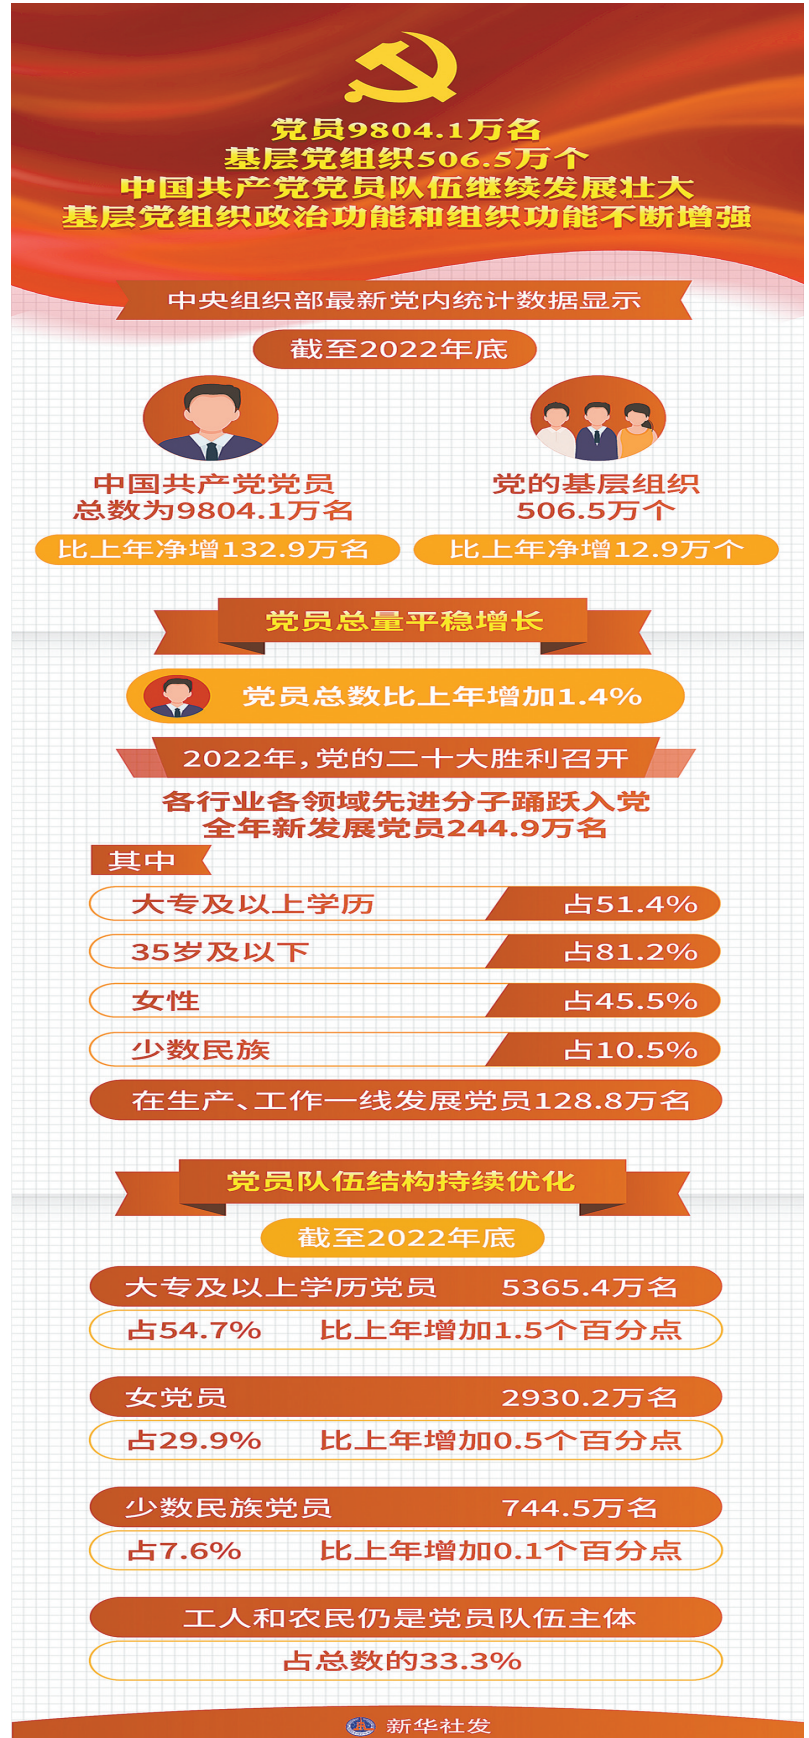 党员9804.1万名
基层党组织506.5万个
中国共产党党员队伍继续发展壮大
基层党组织政治功能和组织功能不断增强
中央组织部最新党内统计数据显示
截至2022年底
中国共产党党员
总数为9804.1万名
比上年净增132.9万名
党的基层组织
506.5万个
比上年净增12.9万个
党员总量平稳增长
党员总数比上年增加1.4%
2022年，党的二十大胜利召开
各行业各领域先进分子踊跃入党
全年新发展党员244.9万名
其中
大专及以上学历 占51.4%
35岁及以下 占81.2%
女性 占45.5%
少数民族 占10.5%
在生产、工作一线发展党员128.8万名
党员队伍结构持续优化
截至2022年底
大专及以上学历党员 5365.4万名
占54.7% 比上年增加1.5个百分点
女党员 2930.2万名
占29.9% 比上年增加0.5个百分点
少数民族党员 744.5万名
占7.6% 比上年增加0.1个百分点
工人和农民仍是党员队伍主体
占总数的33.3%
新华社发